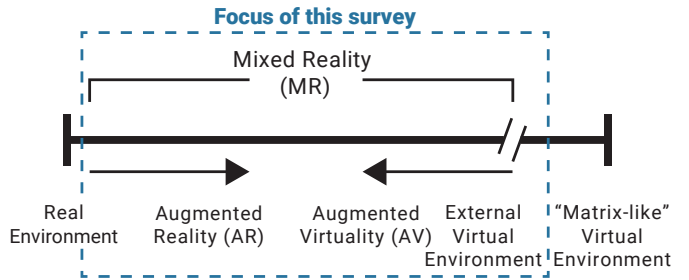 Focus of this survey
Mixed Reality
(MR)
Real
Environment
Augmented
Reality (AR)
Augmented
Virtuality (AV)
External
Virtual
Environment
“Matrix-like”
Virtual
Environment